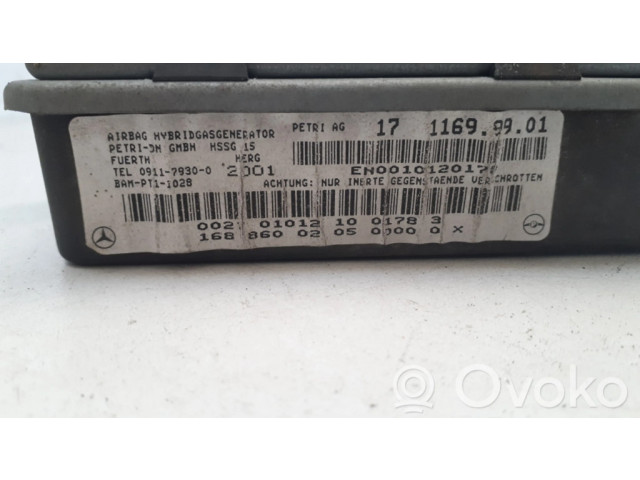 AIRBAG HYBRIDGASGENERATOR PETRI AG 17 1169.99.01
PETRI-DN GMBH HSSG 15
FUERTH HERG
TEL 0911-7930-0 2001 EN0010120178
BAM-PT1-1028 ACHTUNG: NUR INERTE GEGENSTAENDE VERSCHROTTEN
002 01012 10 0178 3
168 860 02 05 0000 0 X
Ovoko